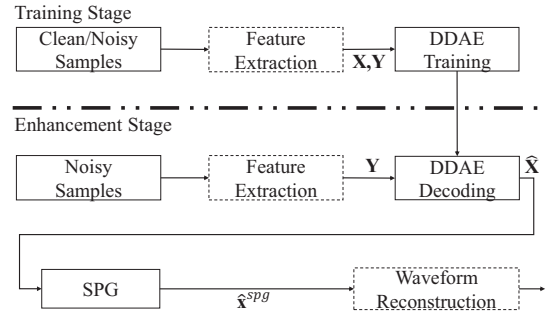 Training Stage
Clean/Noisy
Samples
Feature
Extraction
X,Y
DDAE
Training
Enhancement Stage
Noisy
Samples
Feature
Extraction
Y
DDAE
Decoding
X̂
SPG
x̂^{spg}
Waveform
Reconstruction